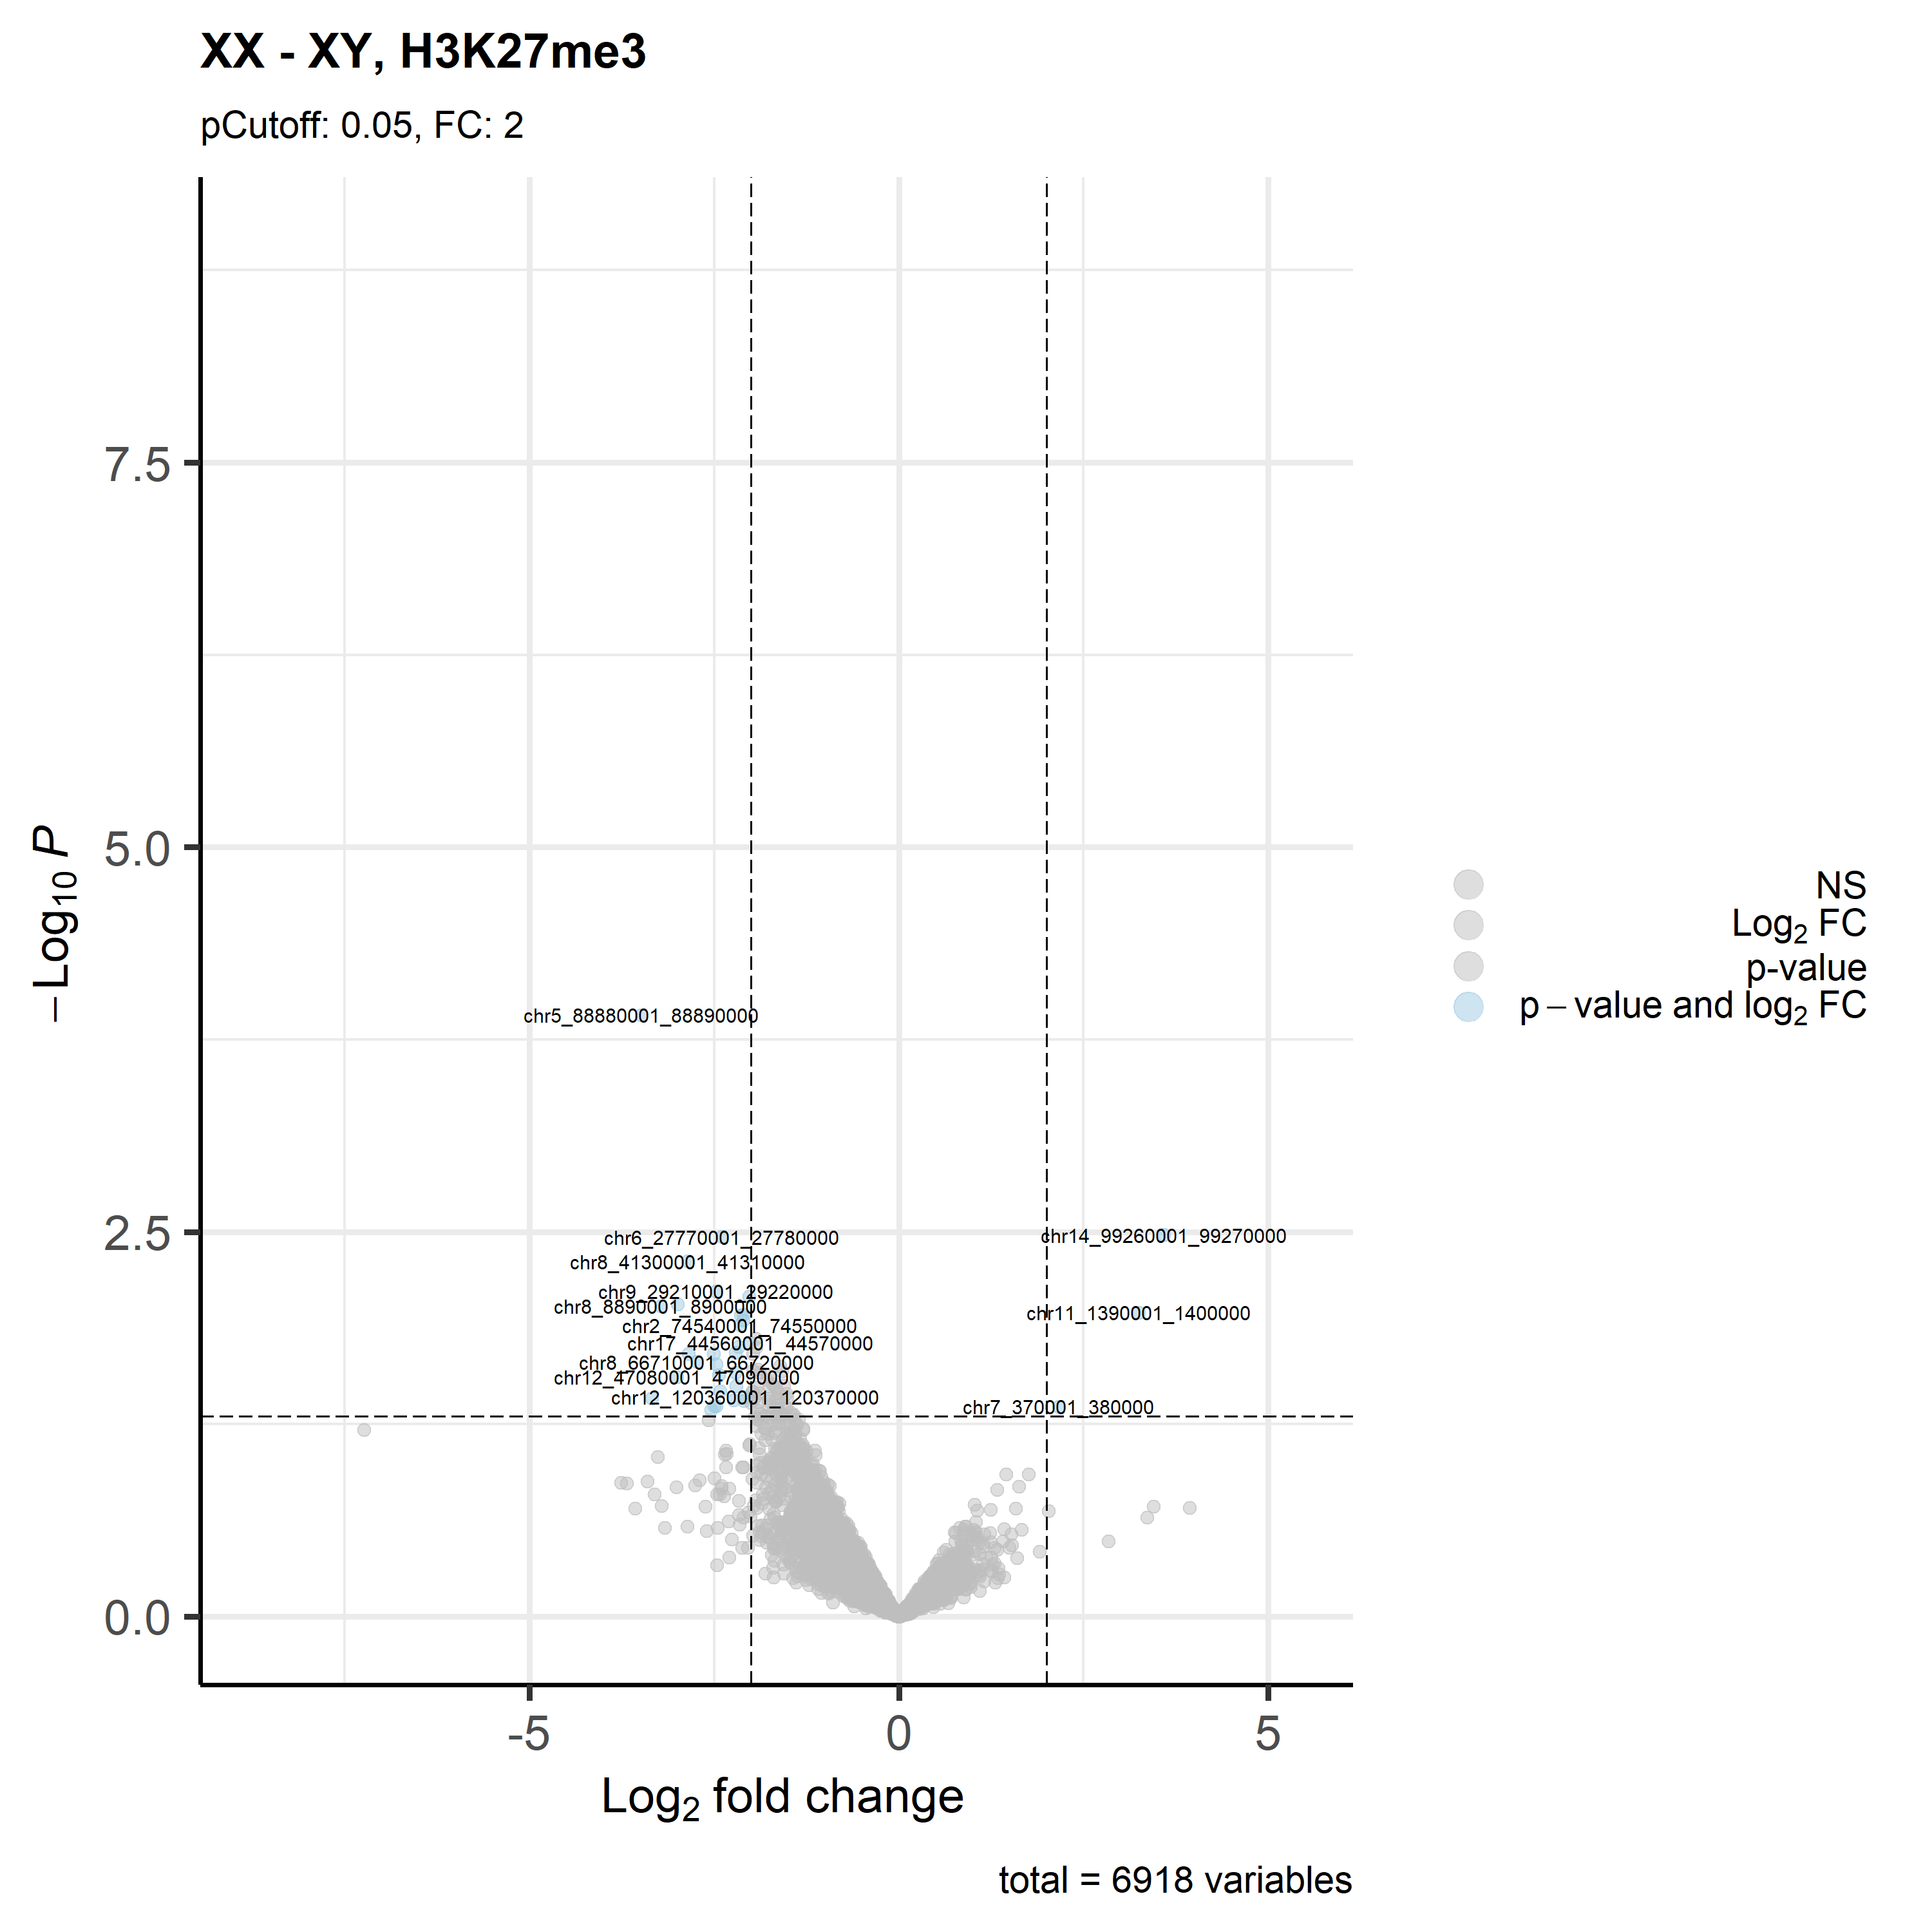 XX - XY, H3K27me3
pCutoff: 0.05, FC: 2
7.5
5.0
2.5
0.0
−Log10 P
chr5_88880001_88890000
chr6_27770001_27780000
chr14_99260001_99270000
chr8_41300001_41310000
chr9_29210001_29220000
chr8_8890001_8900000
chr11_1390001_1400000
chr2_74540001_74550000
chr17_44560001_44570000
chr8_66710001_66720000
chr12_47080001_47090000
chr12_120360001_120370000
chr7_370001_380000
-5
0
5
Log2 fold change
NS
Log2 FC
p-value
p − value and log2 FC
total = 6918 variables